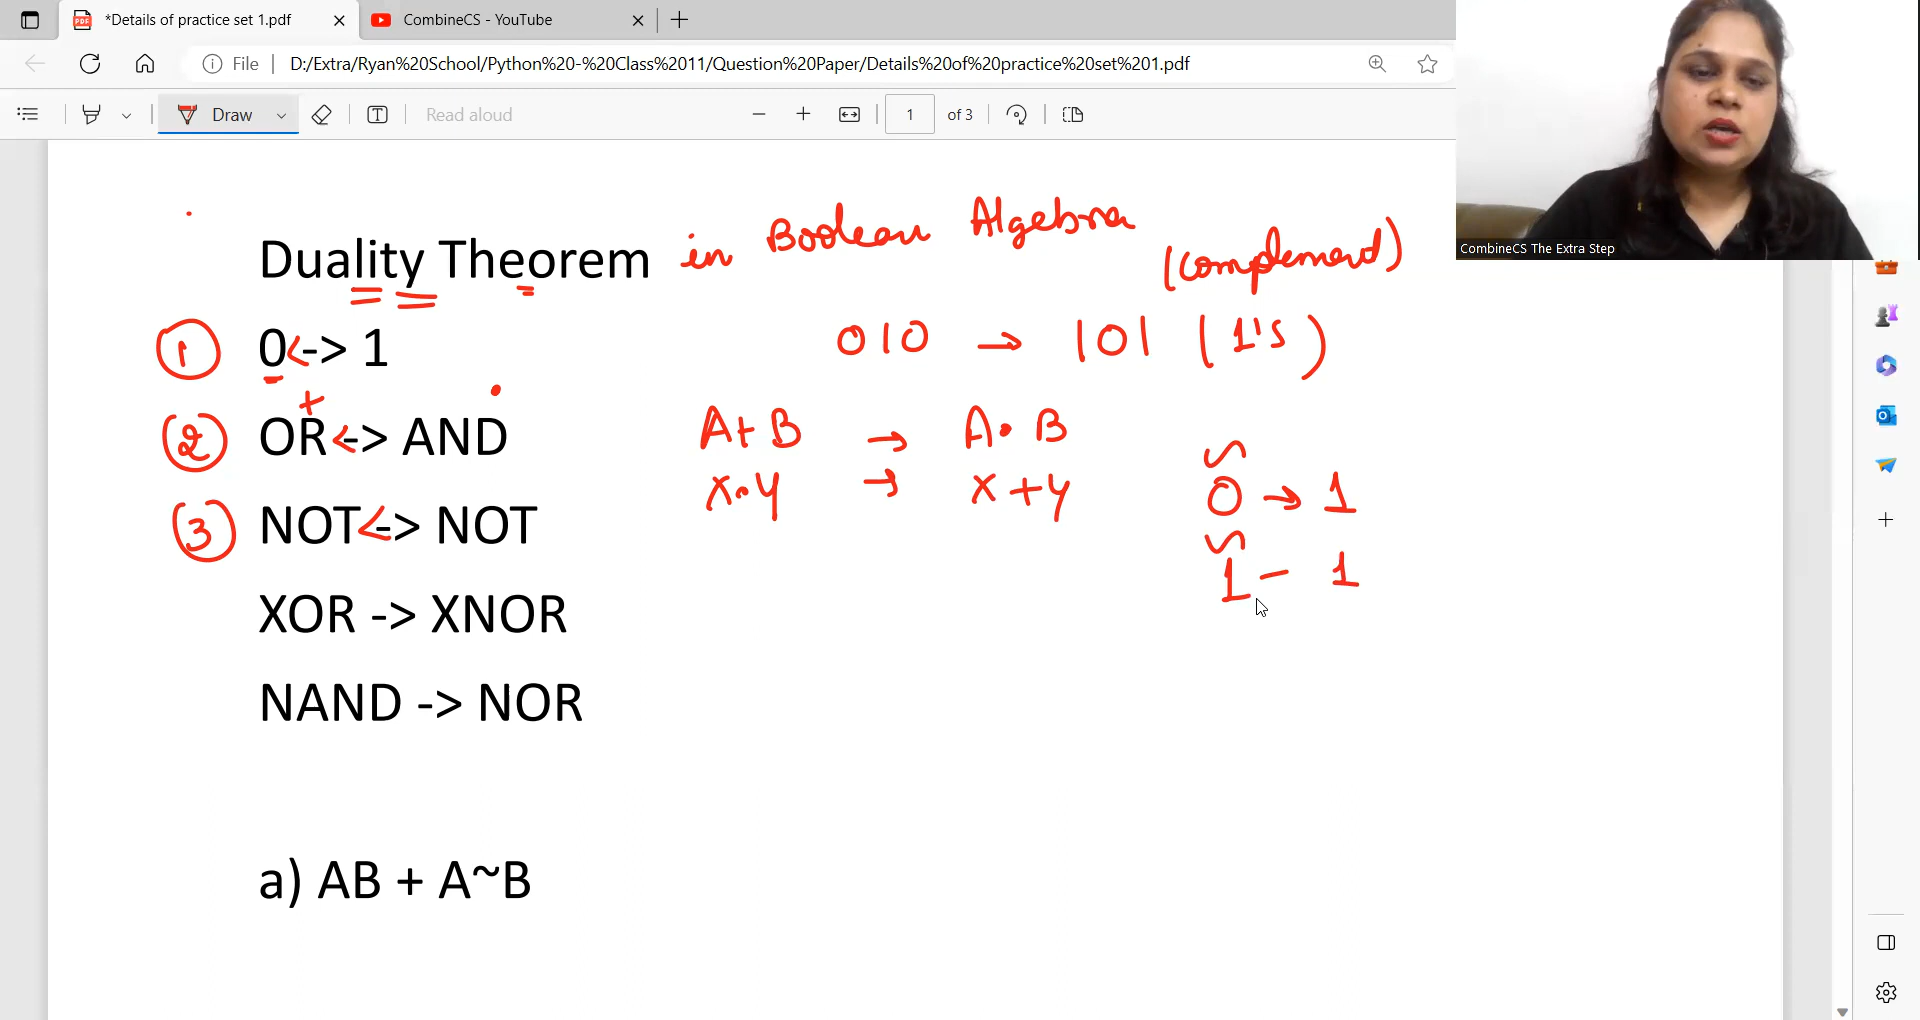 *Details of practice set 1.pdf
CombineCS - YouTube
File
D:/Extra/Ryan%20School/Python%20-%20Class%2011/Question%20Paper/Details%20of%20practice%20set%201.pdf
Draw
Read aloud
1 of 3
CombineCS The Extra Step
Duality Theorem in Boolean Algebra (complement)
① 0<-> 1
010 → 101 (1's)
+ •
② OR<-> AND
A+B → A•B
③ NOT<-> NOT
x•y → x+y
~
0 → 1
~
1 - 1
XOR -> XNOR
NAND -> NOR
a) AB + A~B